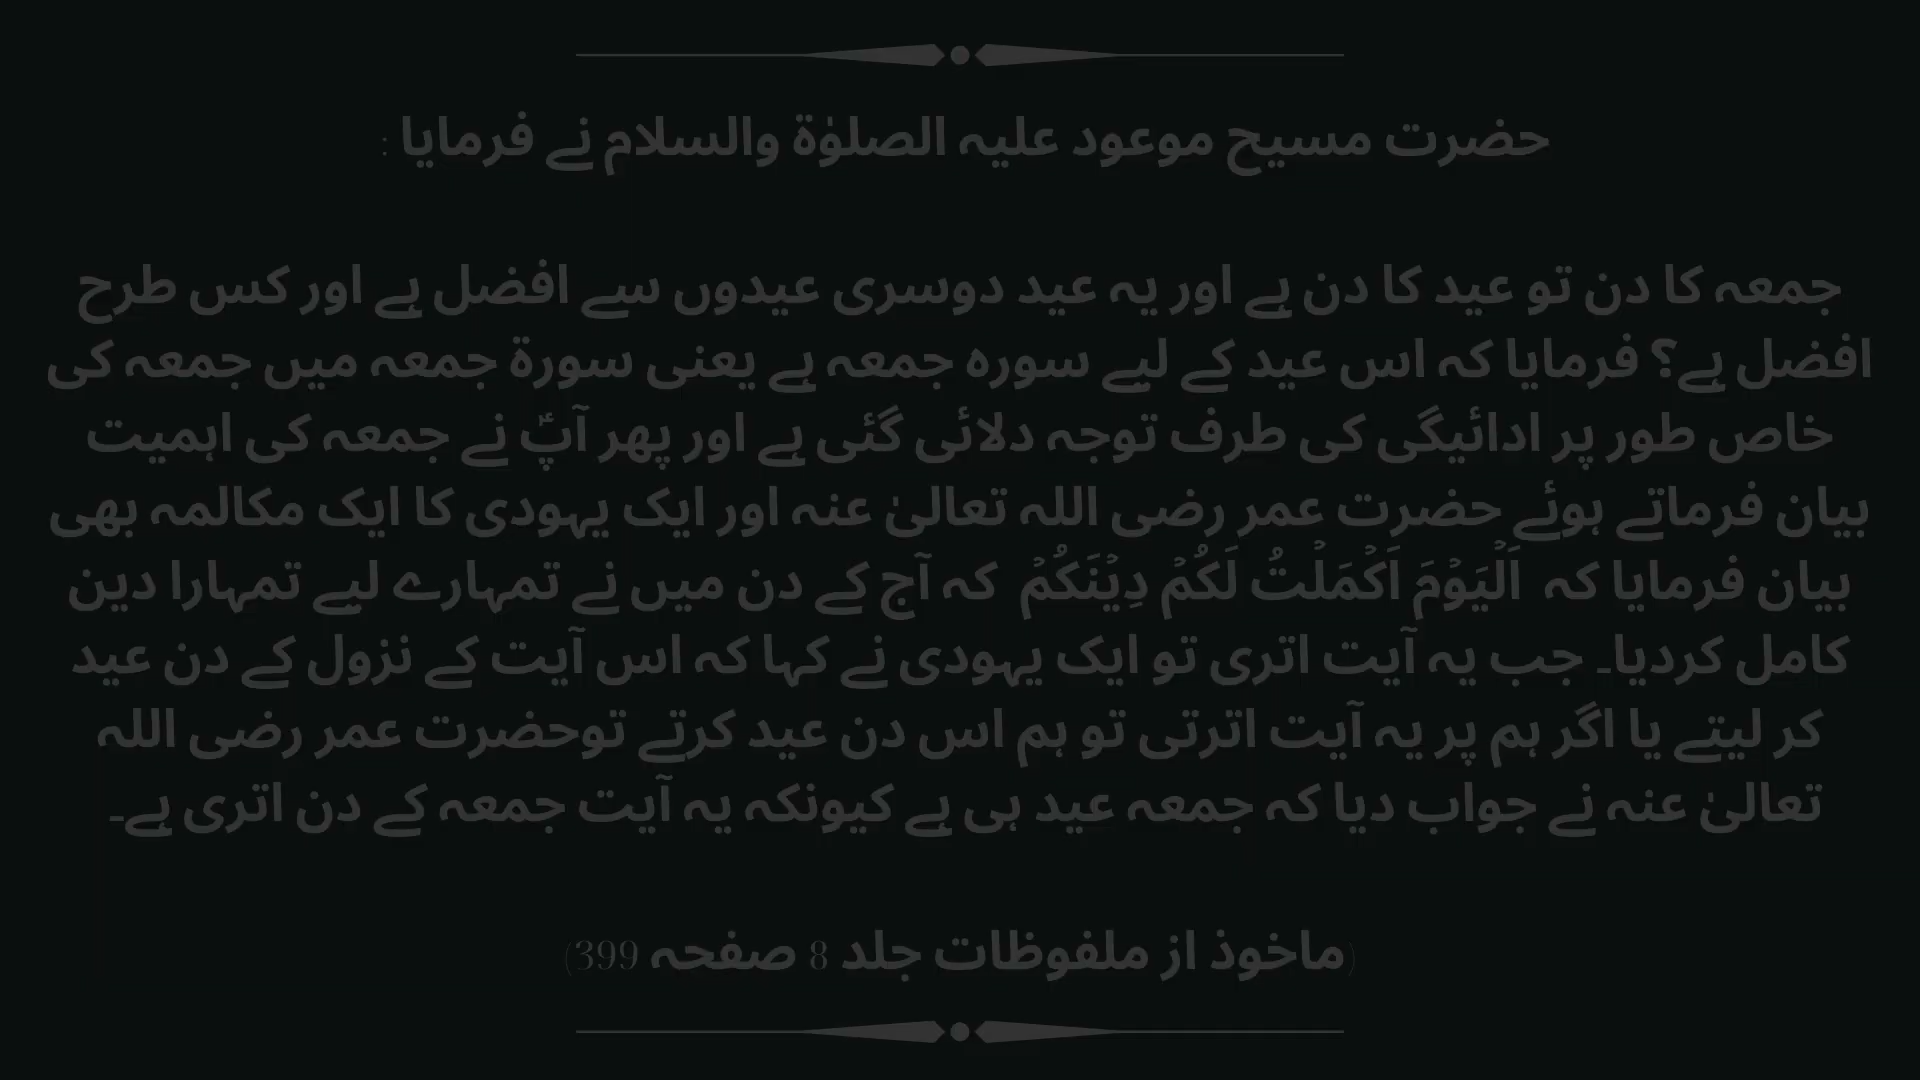 حضرت مسیح موعود علیہ الصلوٰۃ والسلام نے فرمایا :
جمعہ کا دن تو عید کا دن ہے اور یہ عید دوسری عیدوں سے افضل ہے اور کس طرح
افضل ہے؟ فرمایا کہ اس عید کے لیے سورہ جمعہ ہے یعنی سورۃ جمعہ میں جمعہ کی
خاص طور پر ادائیگی کی طرف توجہ دلائی گئی ہے اور پھر آپؑ نے جمعہ کی اہمیت
بیان فرماتے ہوئے حضرت عمر رضی اللہ تعالیٰ عنہ اور ایک یہودی کا ایک مکالمہ بھی
بیان فرمایا کہ اَلۡیَوۡمَ اَکۡمَلۡتُ لَکُمۡ دِیۡنَکُمۡ کہ آج کے دن میں نے تمہارے لیے تمہارا دین
کامل کردیا۔ جب یہ آیت اتری تو ایک یہودی نے کہا کہ اس آیت کے نزول کے دن عید
کر لیتے یا اگر ہم پر یہ آیت اترتی تو ہم اس دن عید کرتے توحضرت عمر رضی اللہ
تعالیٰ عنہ نے جواب دیا کہ جمعہ عید ہی ہے کیونکہ یہ آیت جمعہ کے دن اتری ہے۔
(ماخوذ از ملفوظات جلد 8 صفحہ 399)